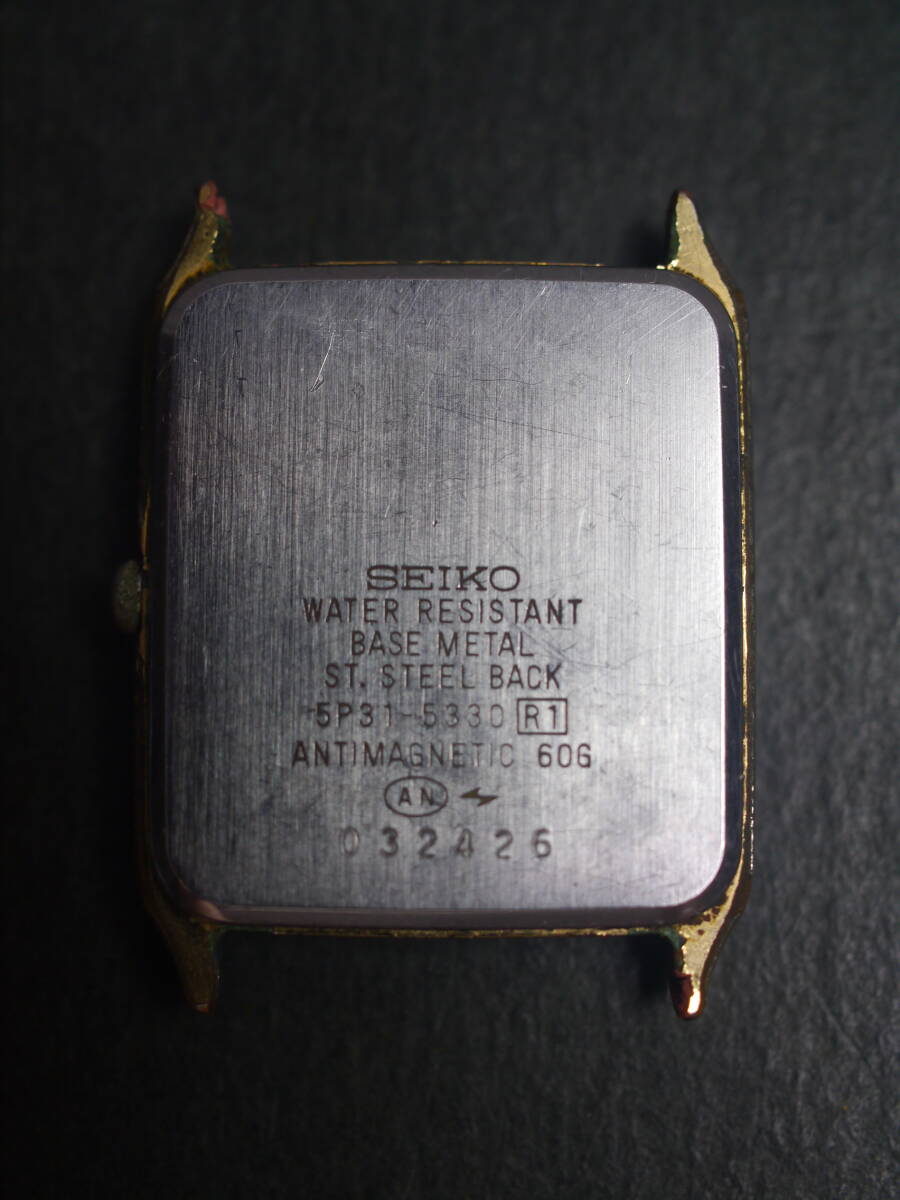 SEIKO
WATER RESISTANT
BASE METAL
ST. STEEL BACK
5P31-5330 R1
ANTIMAGNETIC 60G
AN
032426